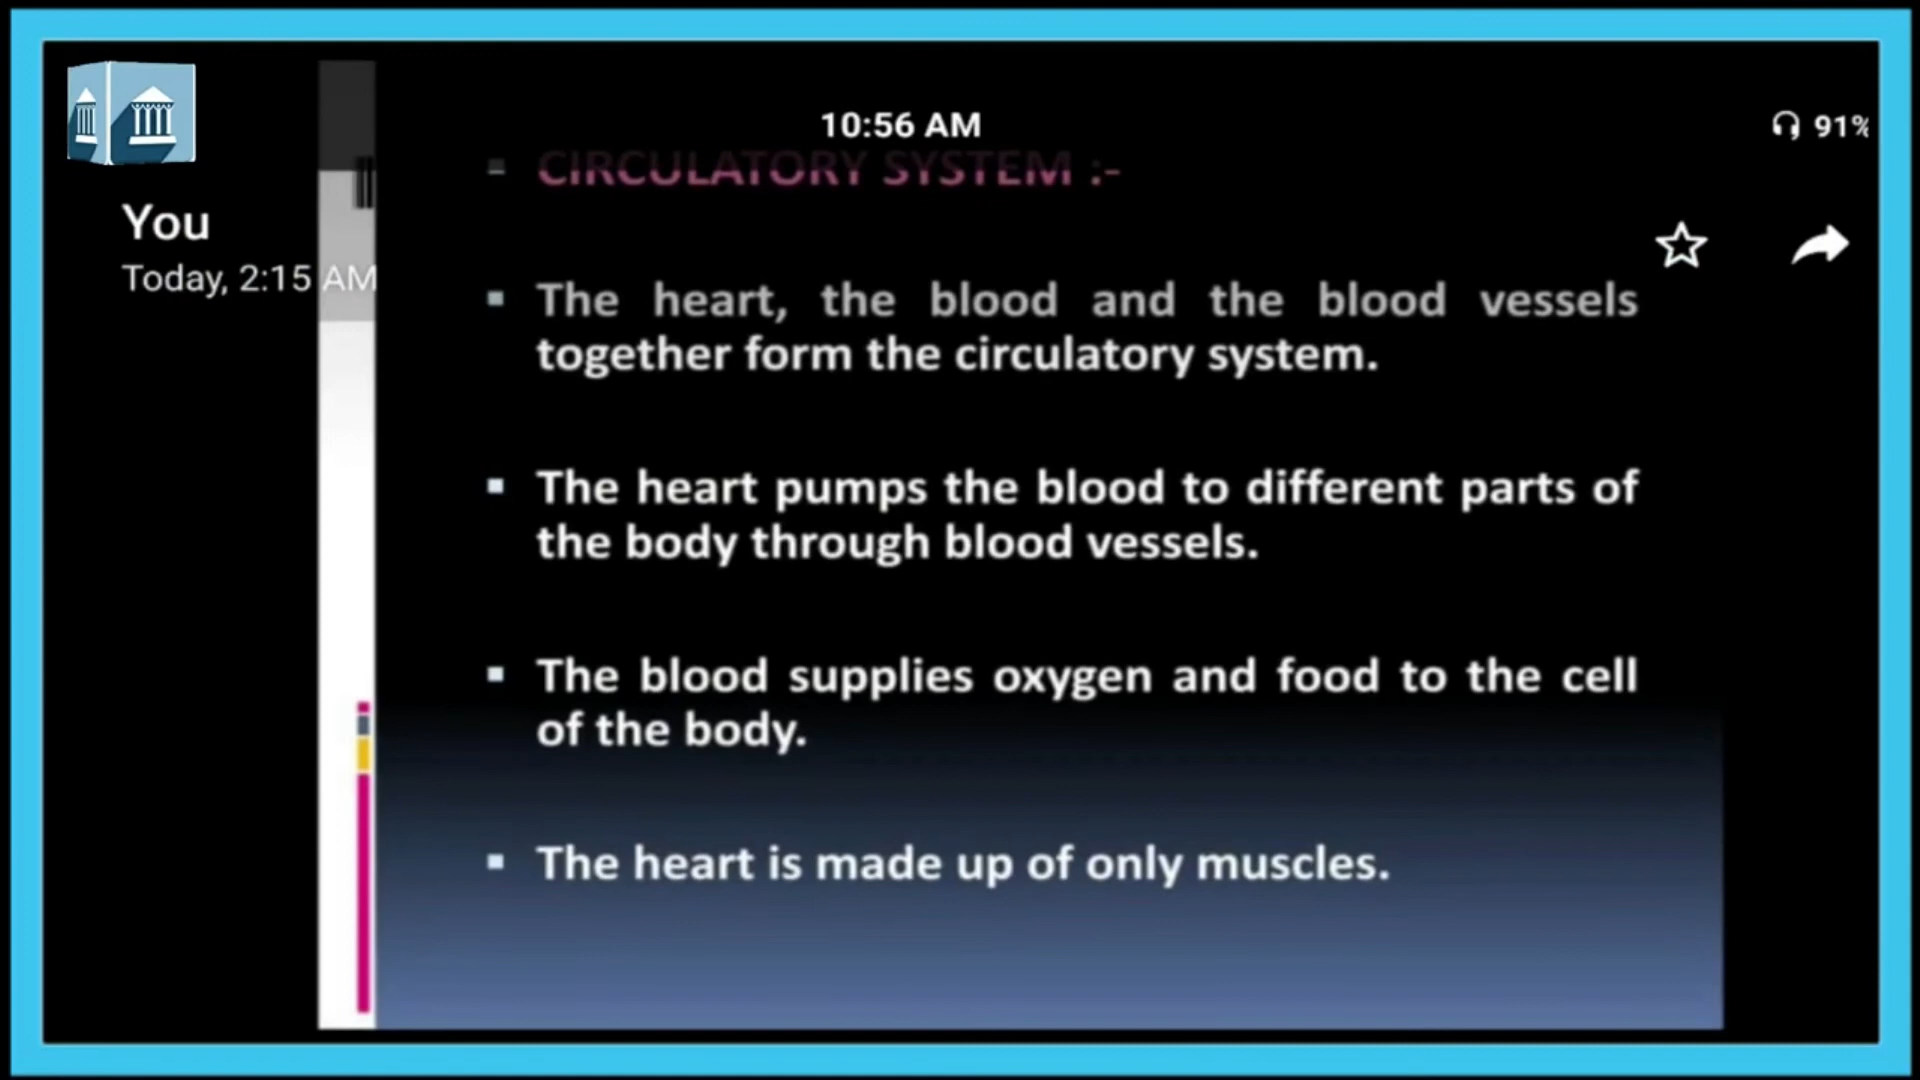 10:56 AM
91%
CIRCULATORY SYSTEM :-
You
Today, 2:15 AM
The heart, the blood and the blood vessels
together form the circulatory system.
The heart pumps the blood to different parts of
the body through blood vessels.
The blood supplies oxygen and food to the cell
of the body.
The heart is made up of only muscles.